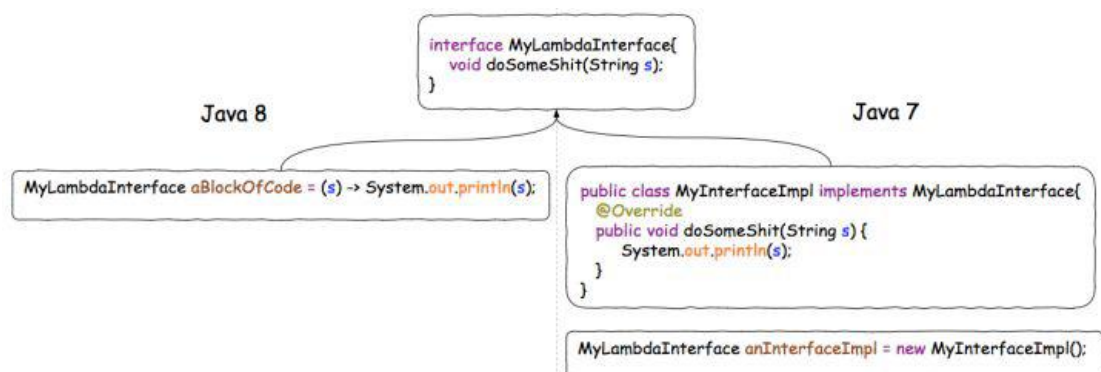 interface MyLambdaInterface{
void doSomeShit(String s);
}
Java 8
Java 7
MyLambdaInterface aBlockOfCode = (s) -> System.out.println(s);
public class MyInterfaceImpl implements MyLambdaInterface{
@Override
public void doSomeShit(String s) {
System.out.println(s);
}
}
MyLambdaInterface anInterfaceImpl = new MyInterfaceImpl();